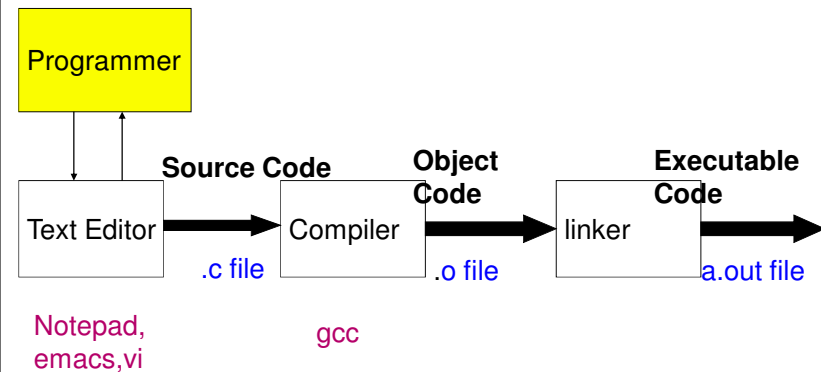 Programmer
Source Code
Object
Code
Executable
Code
Text Editor
Compiler
linker
.c file
.o file
a.out file
Notepad,
emacs,vi
gcc